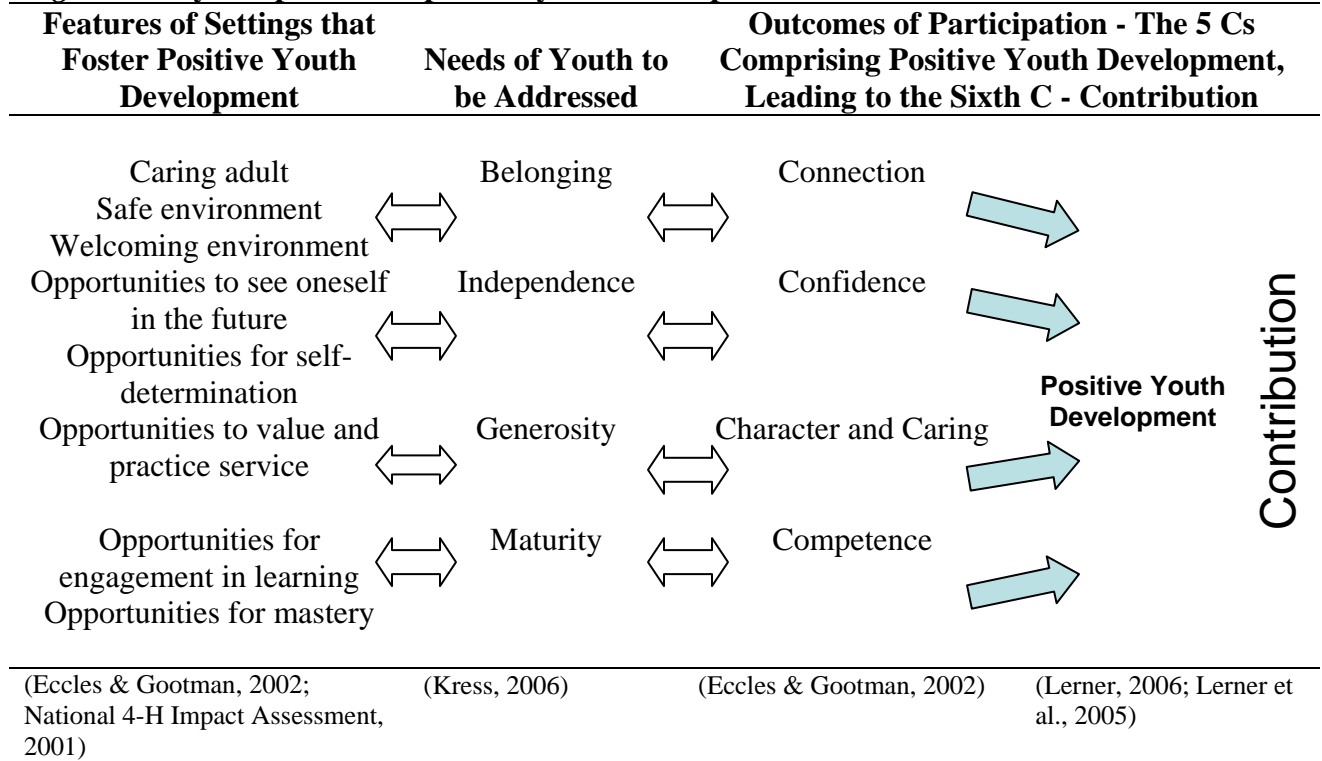 Features of Settings that
Foster Positive Youth
Development
Needs of Youth to
be Addressed
Outcomes of Participation - The 5 Cs
Comprising Positive Youth Development,
Leading to the Sixth C - Contribution
Caring adult
Safe environment
Welcoming environment
Belonging
Connection
Opportunities to see oneself
in the future
Opportunities for self-
determination
Independence
Confidence
Opportunities to value and
practice service
Generosity
Character and Caring
Opportunities for
engagement in learning
Opportunities for mastery
Maturity
Competence
Positive Youth
Development
Contribution
(Eccles & Gootman, 2002;
National 4-H Impact Assessment,
2001)
(Kress, 2006)
(Eccles & Gootman, 2002)
(Lerner, 2006; Lerner et
al., 2005)